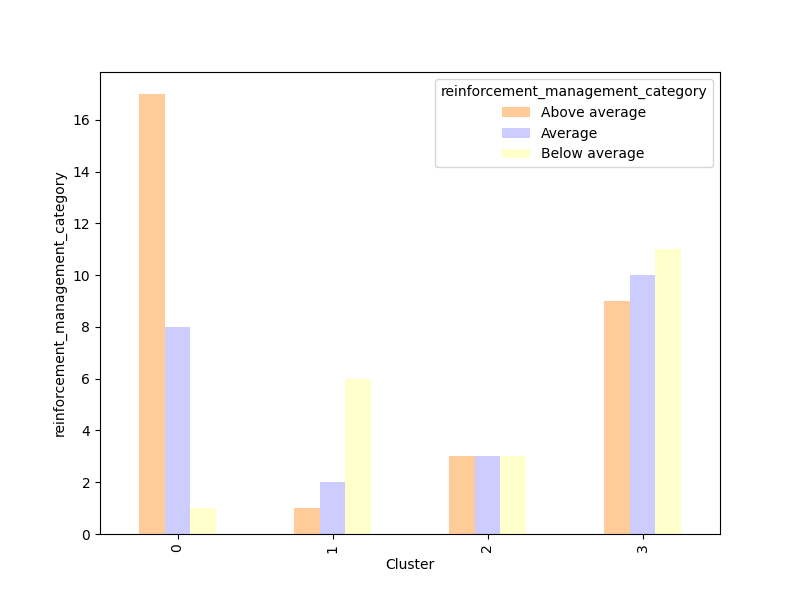 reinforcement_management_category
Above average
Average
Below average
reinforcement_management_category
16
14
12
10
8
6
4
2
0
0
1
2
3
Cluster